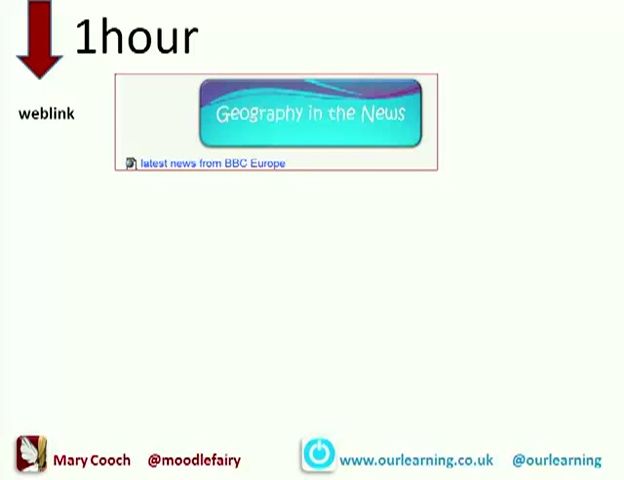 1hour
weblink
Geography in the News
latest news from BBC Europe
Mary Cooch @moodlefairy
www.ourlearning.co.uk @ourlearning